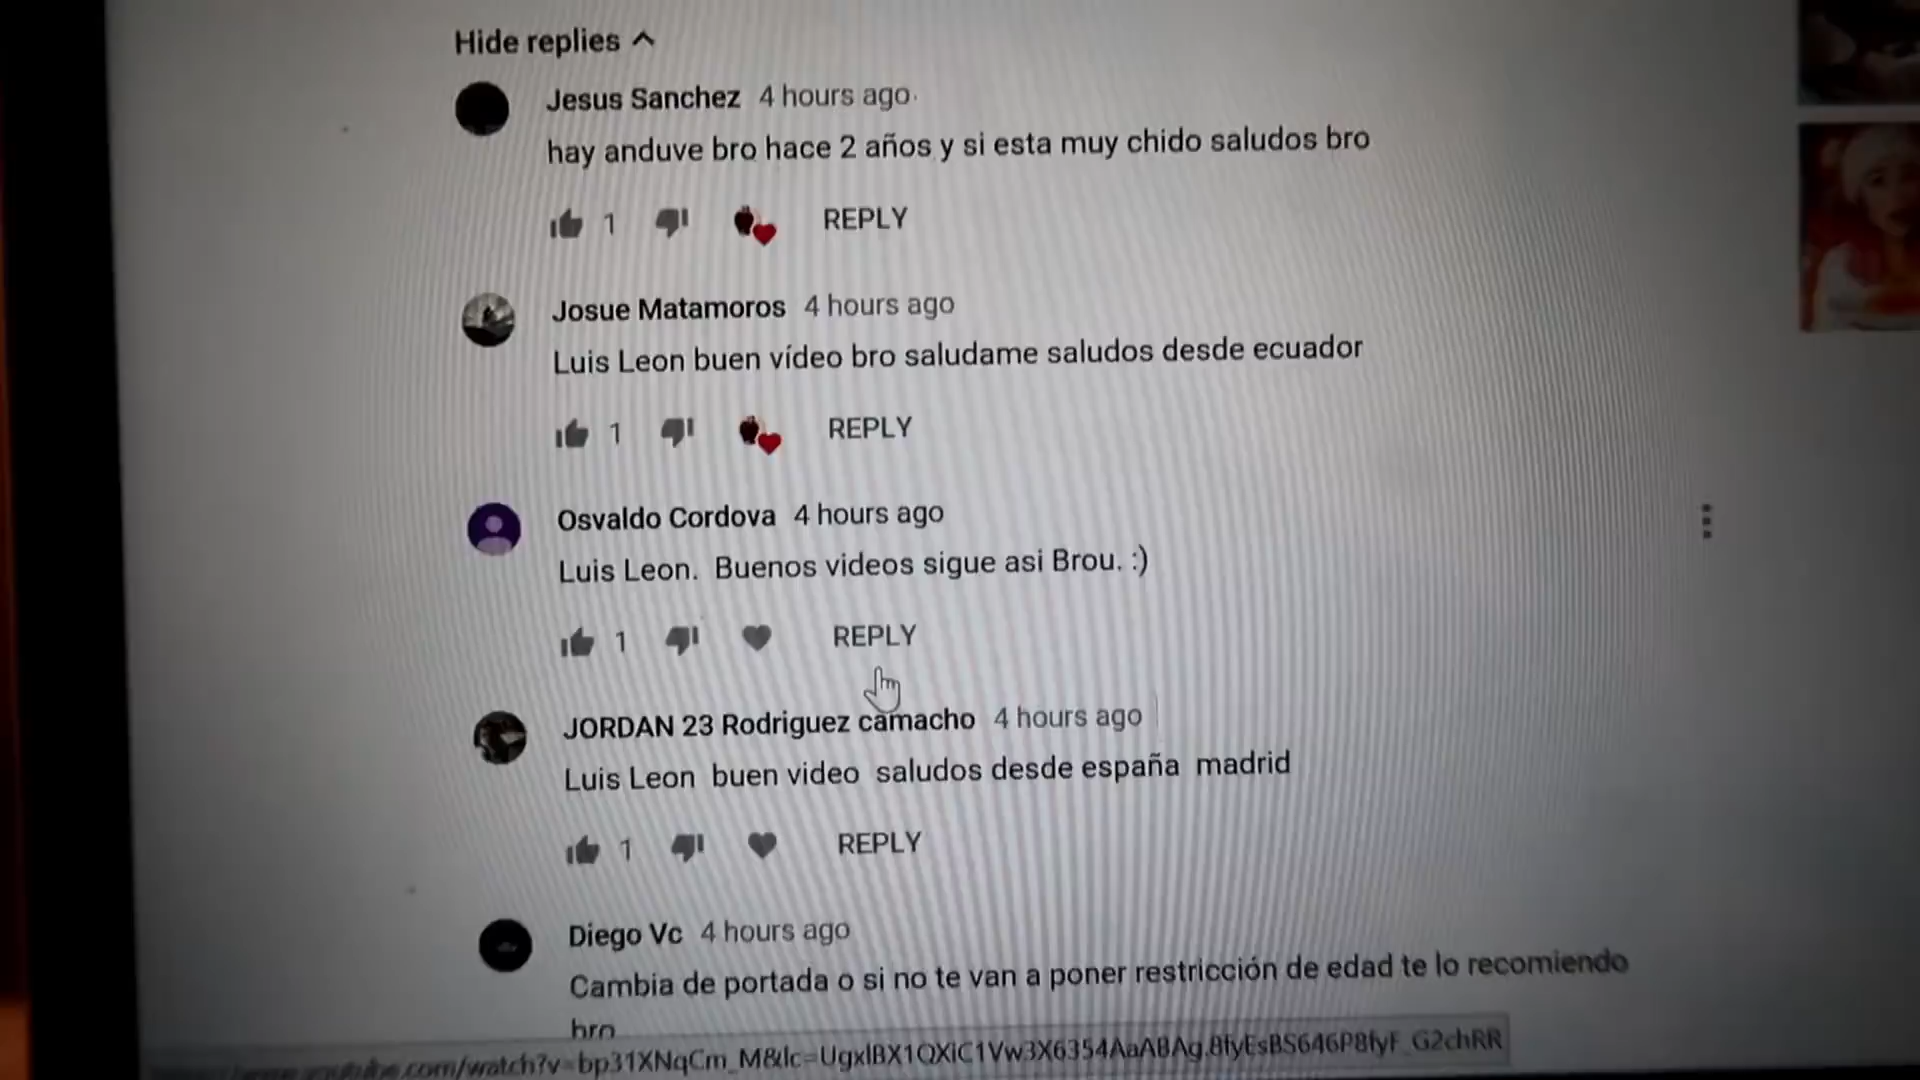 Hide replies
Jesus Sanchez 4 hours ago
hay anduve bro hace 2 años y si esta muy chido saludos bro
1 REPLY
Josue Matamoros 4 hours ago
Luis Leon buen vídeo bro saludame saludos desde ecuador
1 REPLY
Osvaldo Cordova 4 hours ago
Luis Leon. Buenos videos sigue asi Brou. :)
1 REPLY
JORDAN 23 Rodriguez camacho 4 hours ago
Luis Leon buen video saludos desde españa madrid
1 REPLY
Diego Vc 4 hours ago
Cambia de portada o si no te van a poner restricción de edad te lo recomiendo
bro